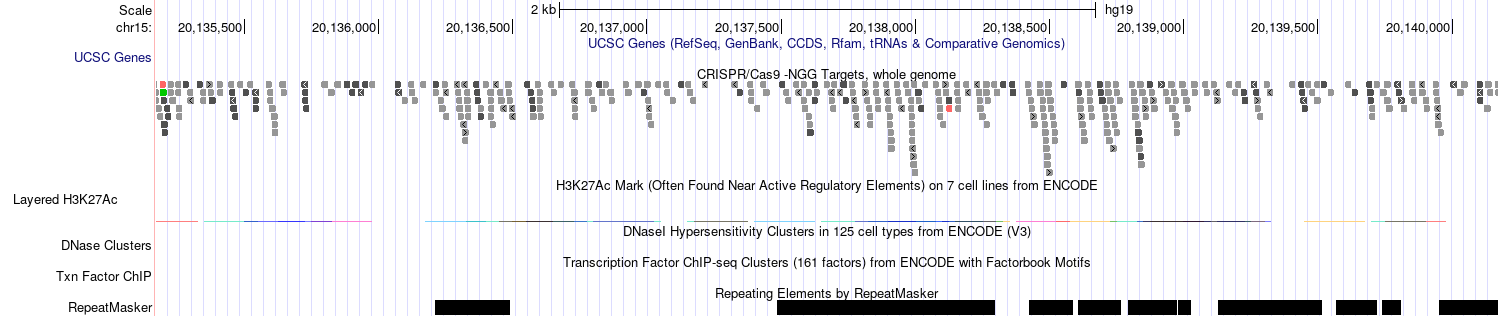 Scale 2 kb hg19
chr15: 20,135,500 20,136,000 20,136,500 20,137,000 20,137,500 20,138,000 20,138,500 20,139,000 20,139,500 20,140,000
UCSC Genes (RefSeq, GenBank, CCDS, Rfam, tRNAs & Comparative Genomics)
UCSC Genes
CRISPR/Cas9 -NGG Targets, whole genome
H3K27Ac Mark (Often Found Near Active Regulatory Elements) on 7 cell lines from ENCODE
Layered H3K27Ac
DNaseI Hypersensitivity Clusters in 125 cell types from ENCODE (V3)
DNase Clusters
Transcription Factor ChIP-seq Clusters (161 factors) from ENCODE with Factorbook Motifs
Txn Factor ChIP
Repeating Elements by RepeatMasker
RepeatMasker